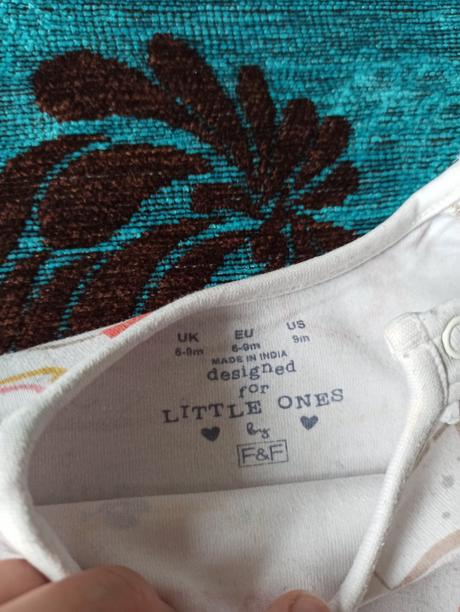 UK EU US
6-9m 6-9m 9m
MADE IN INDIA
designed
for
LITTLE ONES
by
F&F